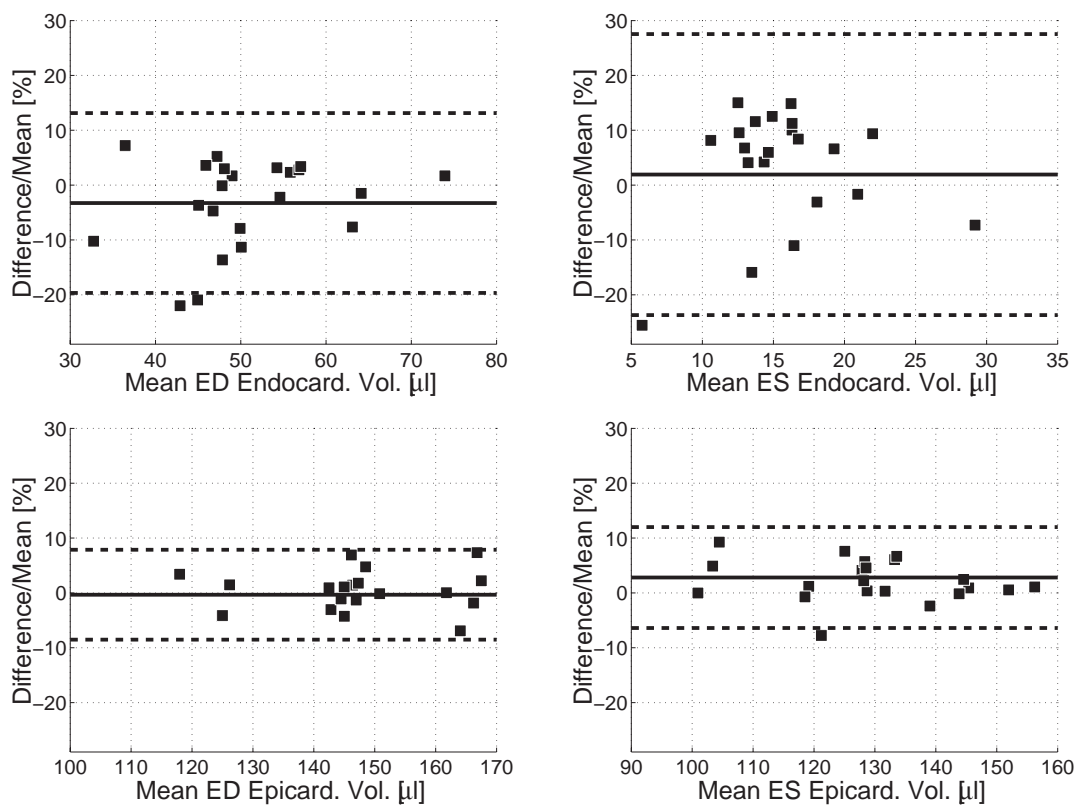 30
20
10
0
−10
−20
Difference/Mean [%]
30 40 50 60 70 80
Mean ED Endocard. Vol. [µl]
30
20
10
0
−10
−20
Difference/Mean [%]
5 10 15 20 25 30 35
Mean ES Endocard. Vol. [µl]
30
20
10
0
−10
−20
Difference/Mean [%]
100 110 120 130 140 150 160 170
Mean ED Epicard. Vol. [µl]
30
20
10
0
−10
−20
Difference/Mean [%]
90 100 110 120 130 140 150 160
Mean ES Epicard. Vol. [µl]